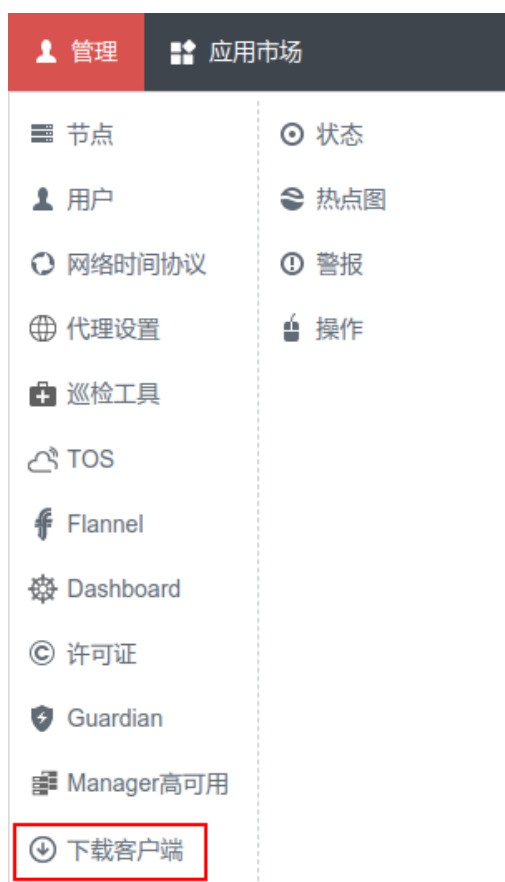 管理 应用市场
节点
用户
网络时间协议
代理设置
巡检工具
TOS
Flannel
Dashboard
许可证
Guardian
Manager高可用
下载客户端
状态
热点图
警报
操作